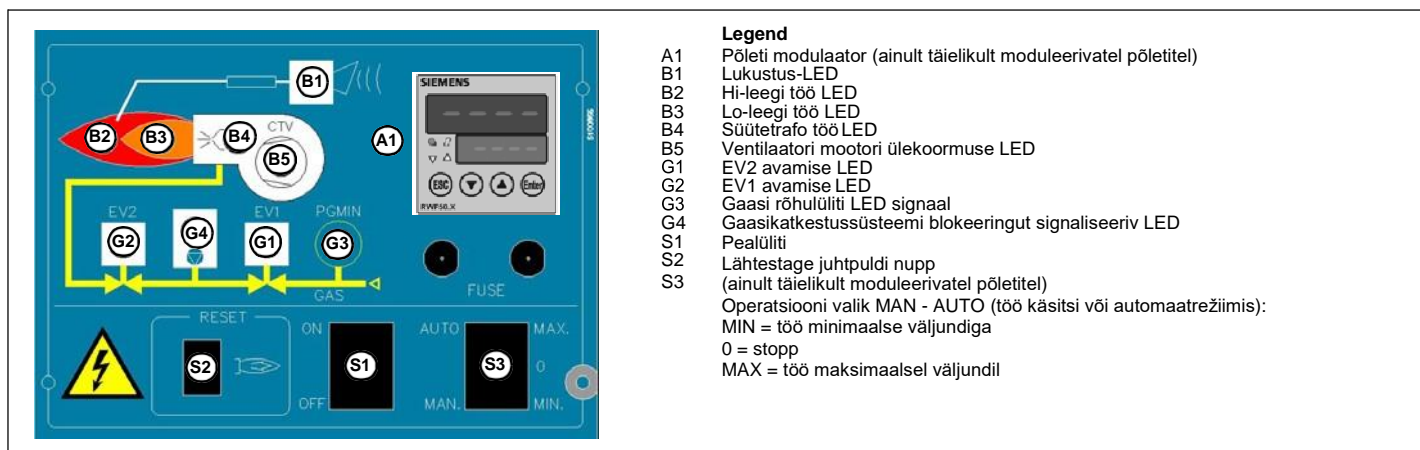 B1
SIEMENS
B2
B3
B4
CTV
B5
A1
9960015
ESC
Enter
RWF50.X
EV2
EV1
PGMIN
G2
G4
G1
G3
GAS
FUSE
RESET
S2
ON
S1
OFF
AUTO
MAX.
S3
0
MAN.
MIN.
Legend
A1 Põleti modulaator (ainult täielikult moduleerivatel põletitel)
B1 Lukustus-LED
B2 Hi-leegi töö LED
B3 Lo-leegi töö LED
B4 Süütetrafo töö LED
B5 Ventilaatori mootori ülekoormuse LED
G1 EV2 avamise LED
G2 EV1 avamise LED
G3 Gaasi rõhulüliti LED signaal
G4 Gaasikatkestussüsteemi blokeeringut signaliseeriv LED
S1 Pealüliti
S2 Lähtestage juhtpuldi nupp
S3 (ainult täielikult moduleerivatel põletitel)
Operatsiooni valik MAN - AUTO (töö käsitsi või automaatrežiimis):
MIN = töö minimaalse väljundiga
0 = stopp
MAX = töö maksimaalsel väljundil